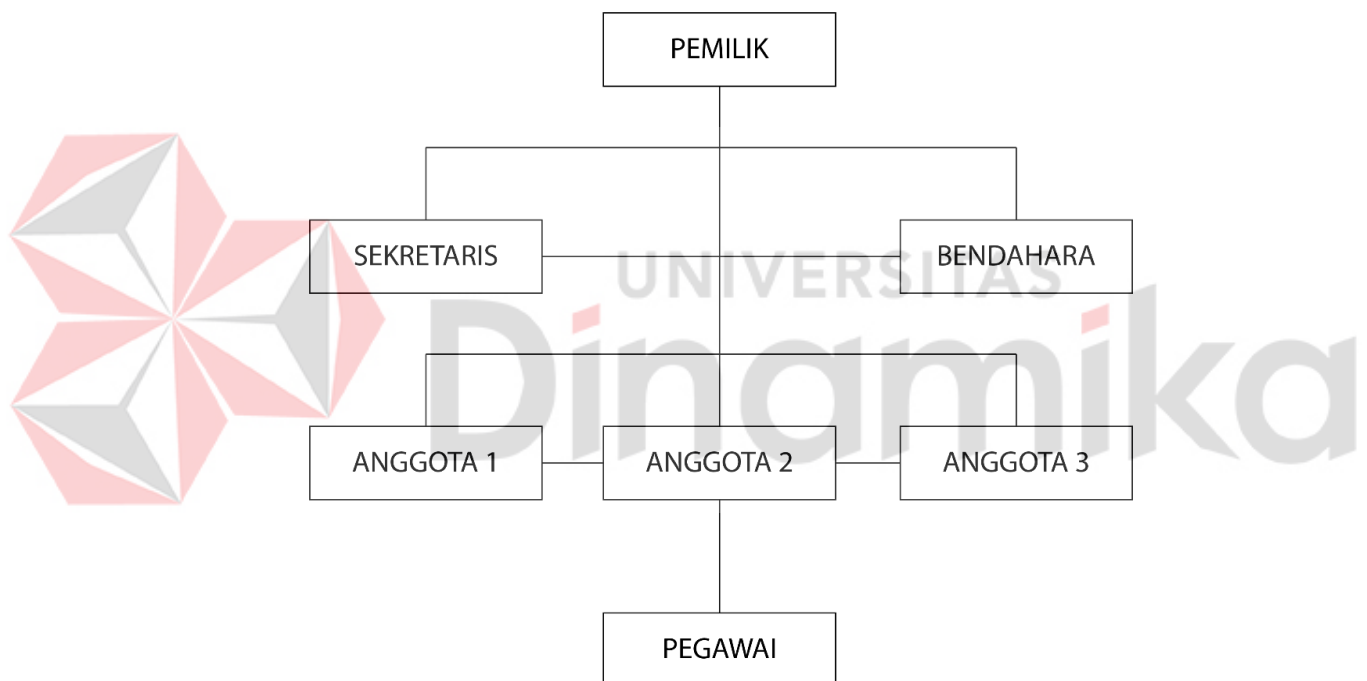 PEMILIK
SEKRETARIS
BENDAHARA
UNIVERSITAS
Dinamika
ANGGOTA 1
ANGGOTA 2
ANGGOTA 3
PEGAWAI